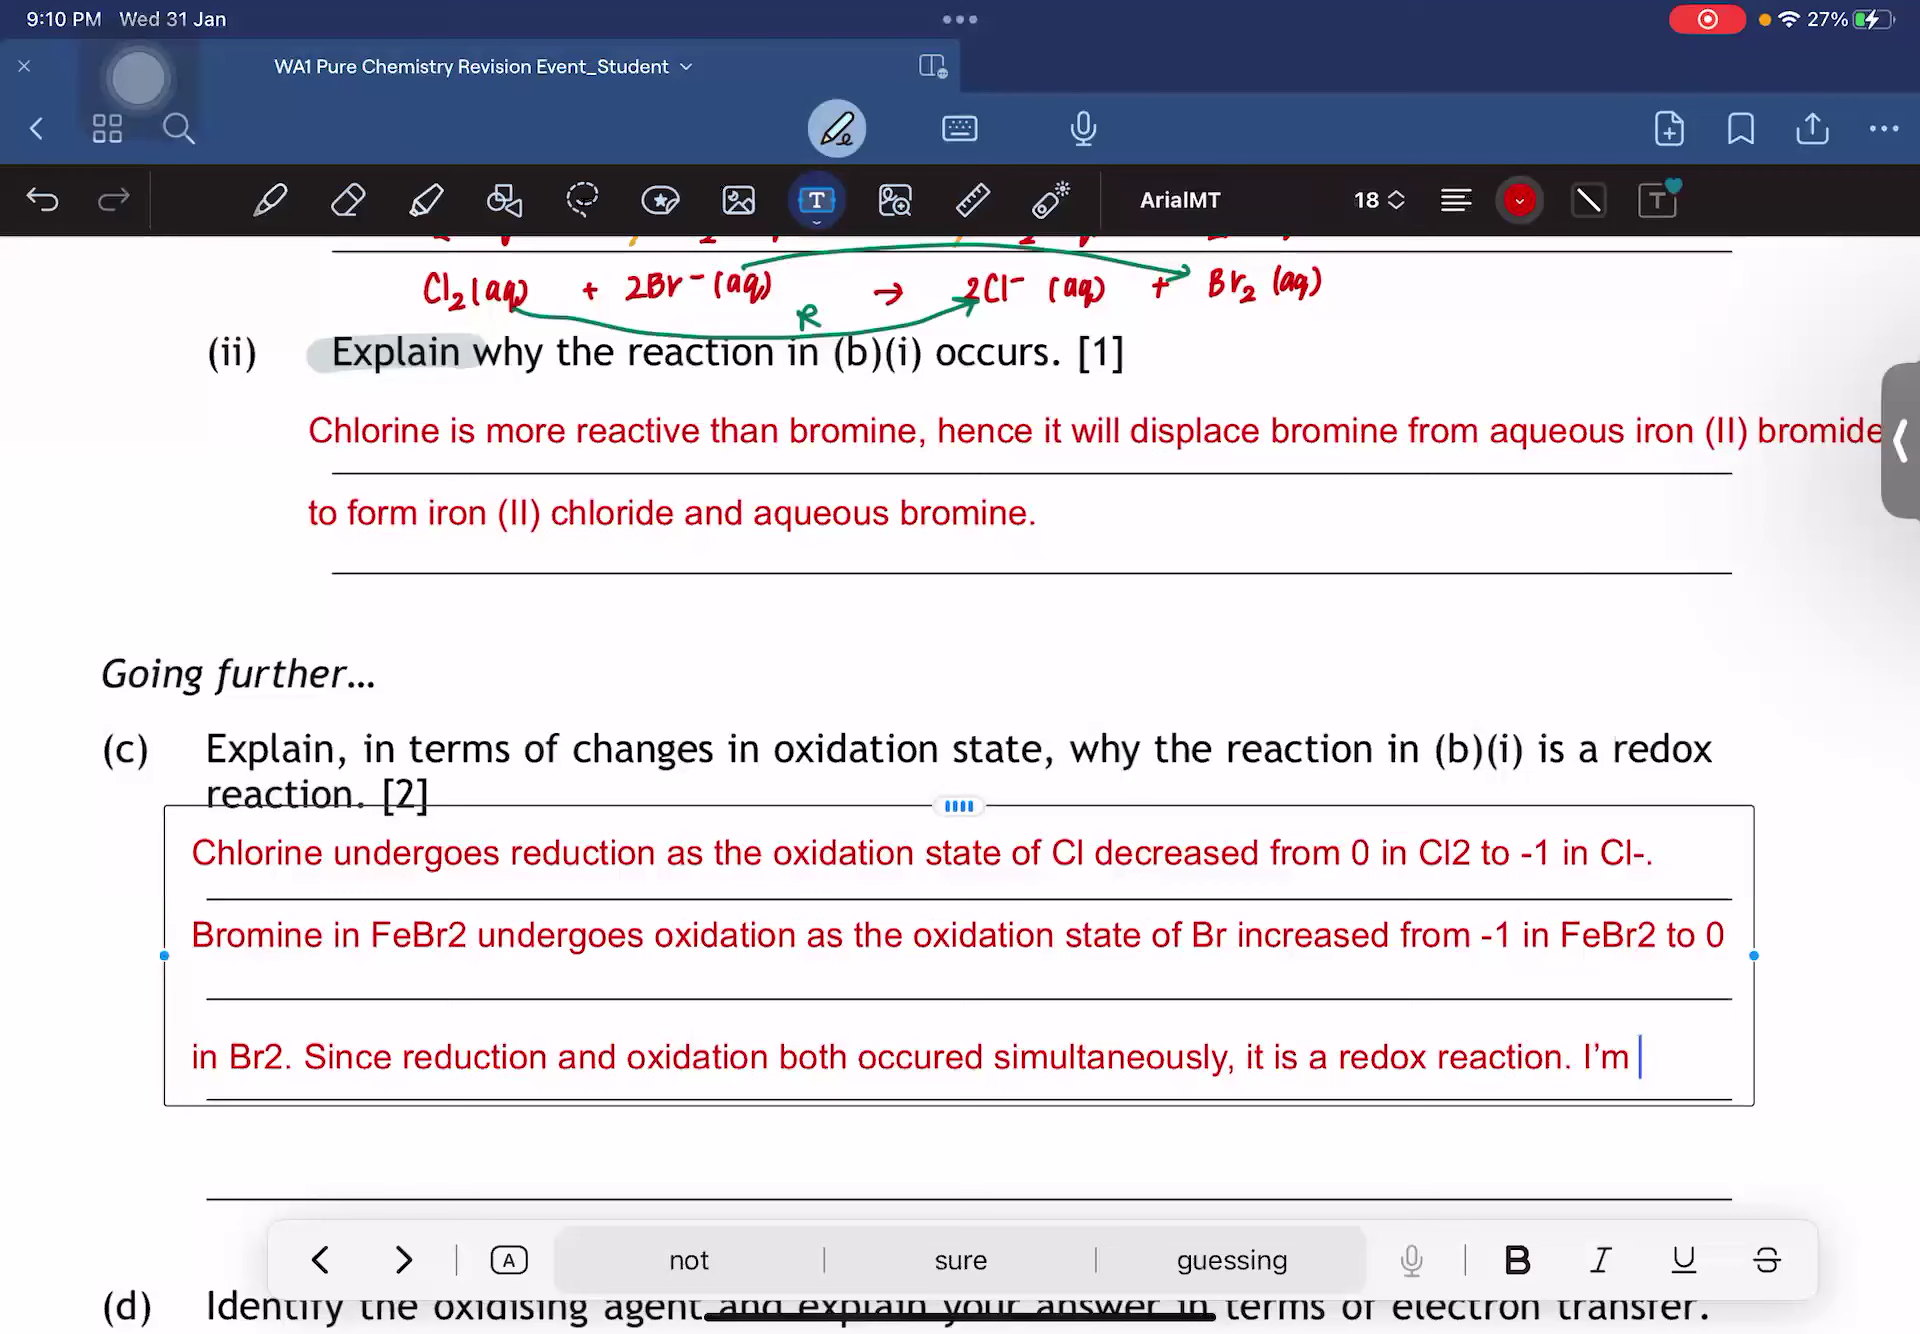 9:10 PM Wed 31 Jan
27%
WA1 Pure Chemistry Revision Event_Student
T
ArialMT
18
T
Cl2(aq) + 2Br-(aq) → 2Cl- (aq) + Br2 (aq)
R
(ii) Explain why the reaction in (b)(i) occurs. [1]
Chlorine is more reactive than bromine, hence it will displace bromine from aqueous iron (II) bromide
to form iron (II) chloride and aqueous bromine.
Going further...
(c) Explain, in terms of changes in oxidation state, why the reaction in (b)(i) is a redox
reaction. [2]
Chlorine undergoes reduction as the oxidation state of Cl decreased from 0 in Cl2 to -1 in Cl-.
Bromine in FeBr2 undergoes oxidation as the oxidation state of Br increased from -1 in FeBr2 to 0
in Br2. Since reduction and oxidation both occured simultaneously, it is a redox reaction. I'm
A not sure guessing B I U S
(d) Identify the oxidising agent and explain your answer in terms of electron transfer.